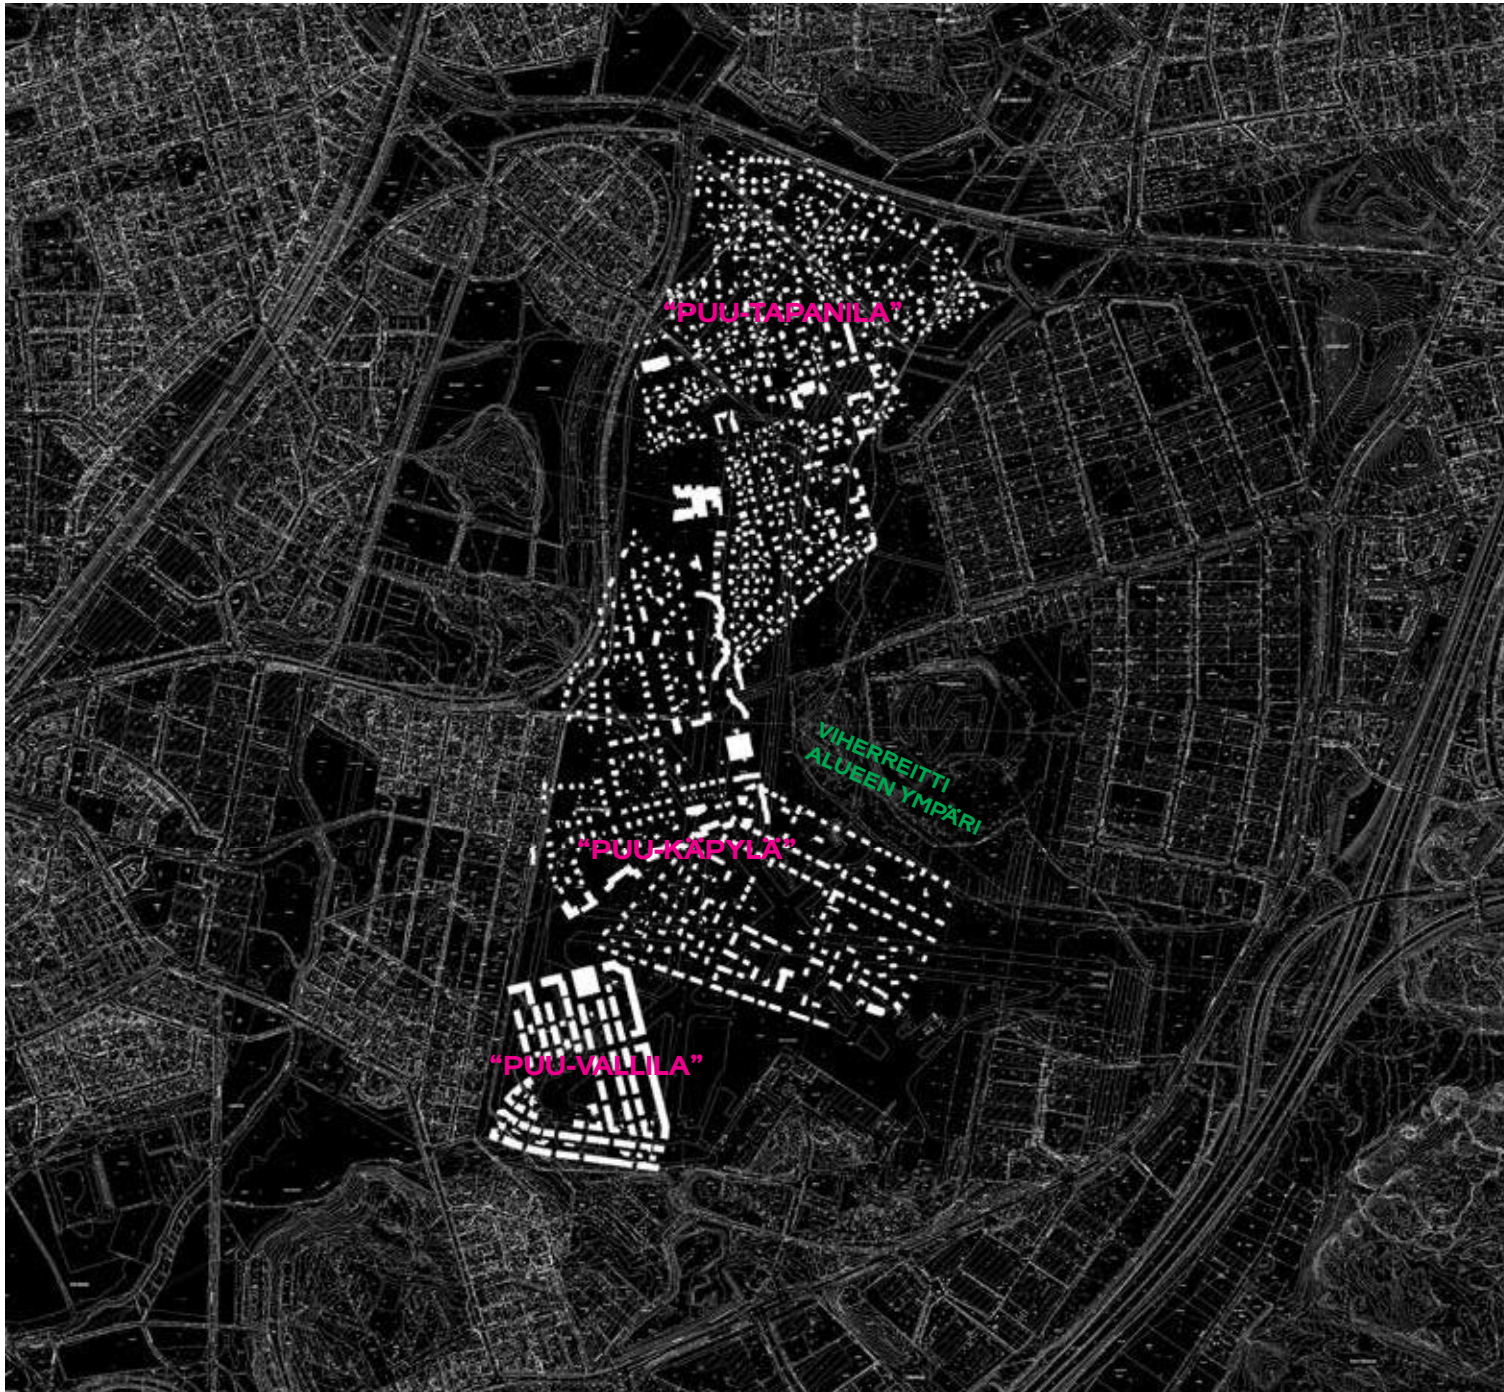 “PUU-TAPANILA”
VIHERREITTI
ALUEEN YMPÄRI
“PUU-KÄPYLÄ”
“PUU-VALLILA”